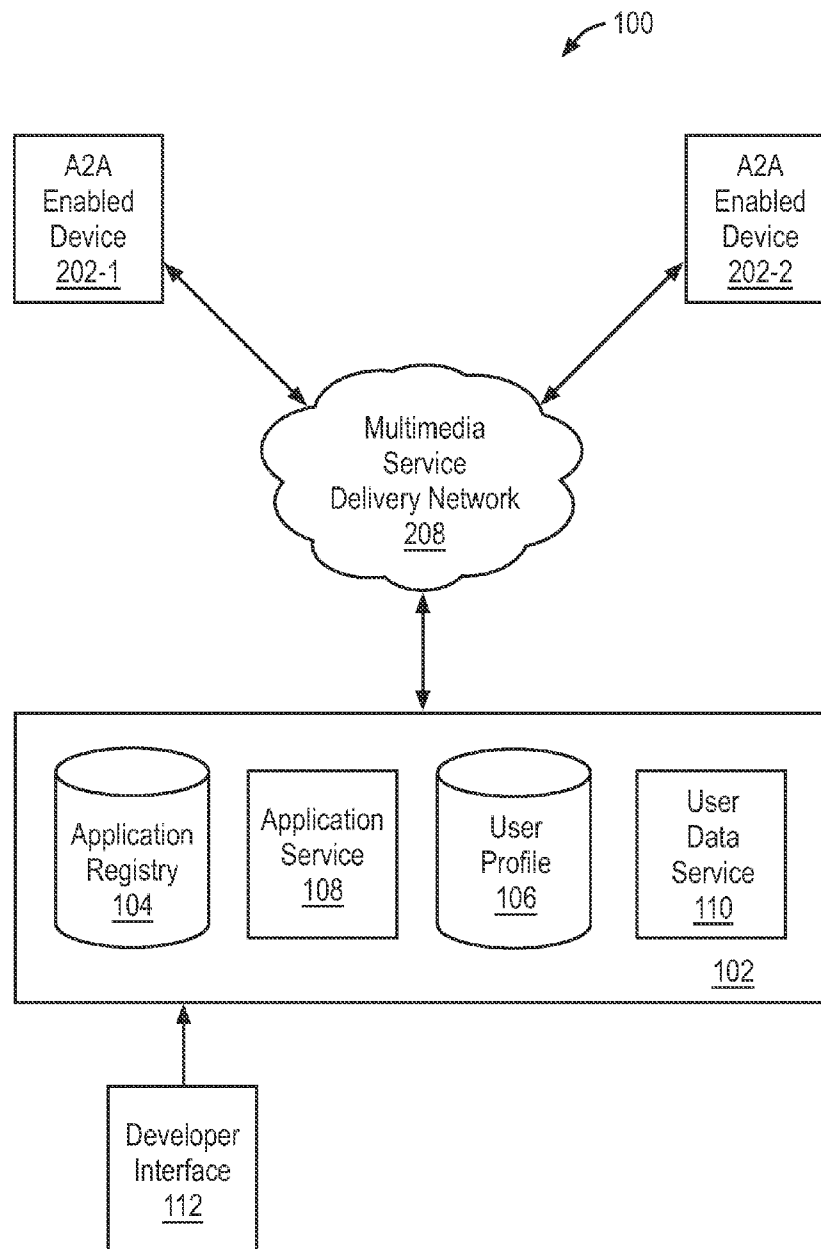 100
A2A
Enabled
Device
202-1
A2A
Enabled
Device
202-2
Multimedia
Service
Delivery Network
208
Application
Registry
104
Application
Service
108
User
Profile
106
User
Data
Service
110
102
Developer
Interface
112